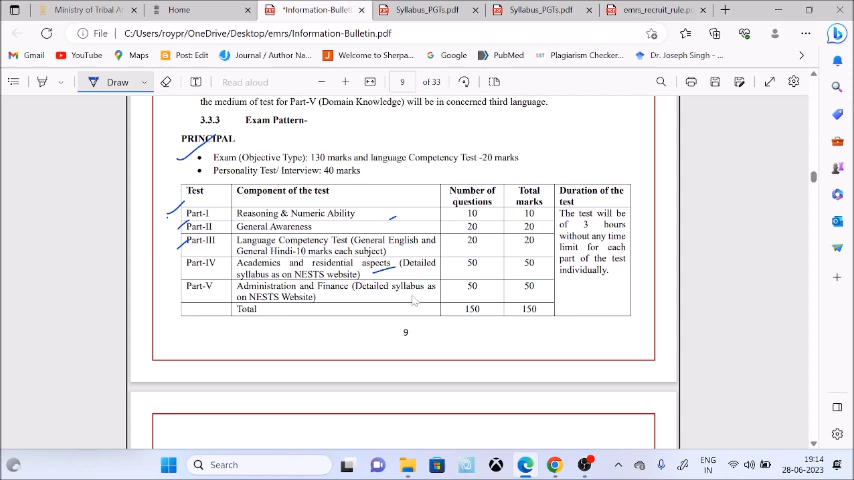 Ministry of Tribal A
Home
*Information-Bulleti
Syllabus_PGTs.pdf
Syllabus_PGTs.pdf
emrs_recruit_rule.p
File
C:/Users/roypr/OneDrive/Desktop/emrs/Information-Bulletin.pdf
Gmail
YouTube
Maps
Post: Edit
Journal / Author Na...
Welcome to Sherpa...
Google
PubMed
Plagiarism Checker...
Dr. Joseph Singh -...
Draw
Read aloud
9
of 33
the medium of test for Part-V (Domain Knowledge) will be in concerned third language.
3.3.3 Exam Pattern-
PRINCIPAL
• Exam (Objective Type): 130 marks and language Competency Test -20 marks
• Personality Test/ Interview: 40 marks
Test Component of the test Number of questions Total marks Duration of the test
Part-I Reasoning & Numeric Ability 10 10
Part-II General Awareness 20 20
Part-III Language Competency Test (General English and General Hindi-10 marks each subject) 20 20
Part-IV Academics and residential aspects (Detailed syllabus as on NESTS website) 50 50
Part-V Administration and Finance (Detailed syllabus as on NESTS Website) 50 50
Total 150 150
The test will be of 3 hours without any time limit for each part of the test individually.
9
Search
ENG
IN
19:14
28-06-2023